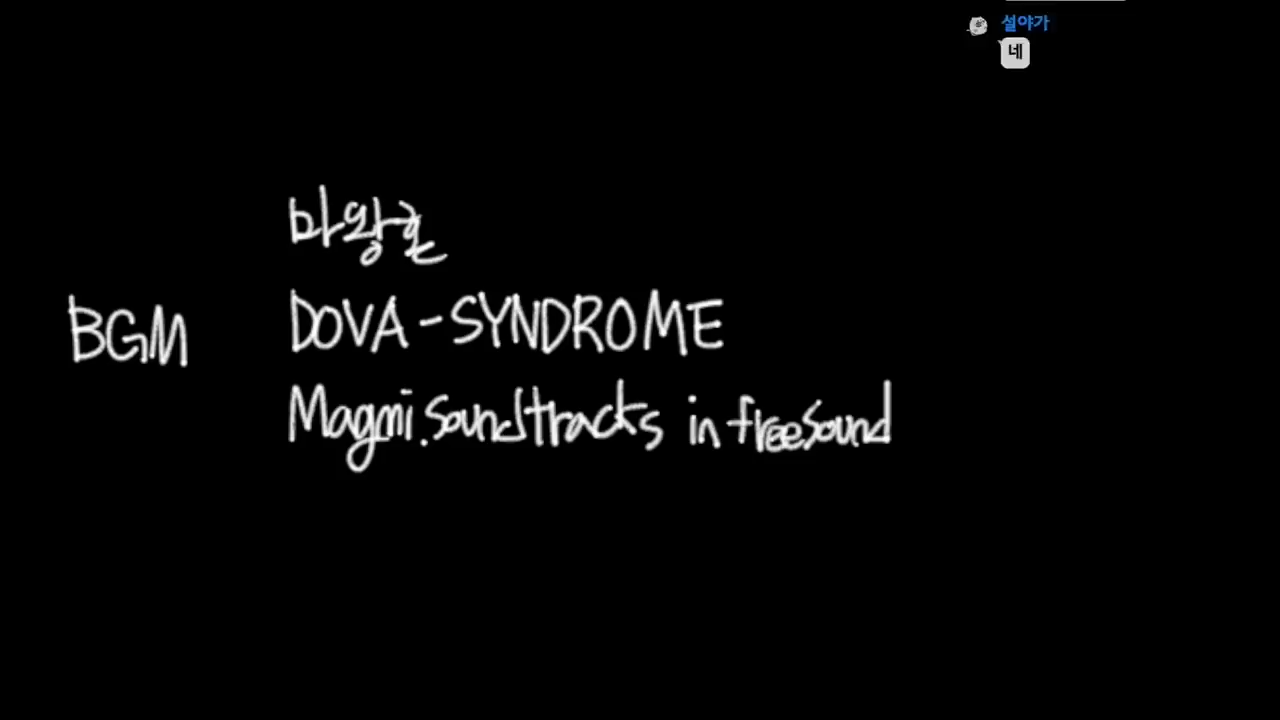 설야가
네
마왕혼
BGM DOVA-SYNDROME
Magmi.Soundtracks in freesound